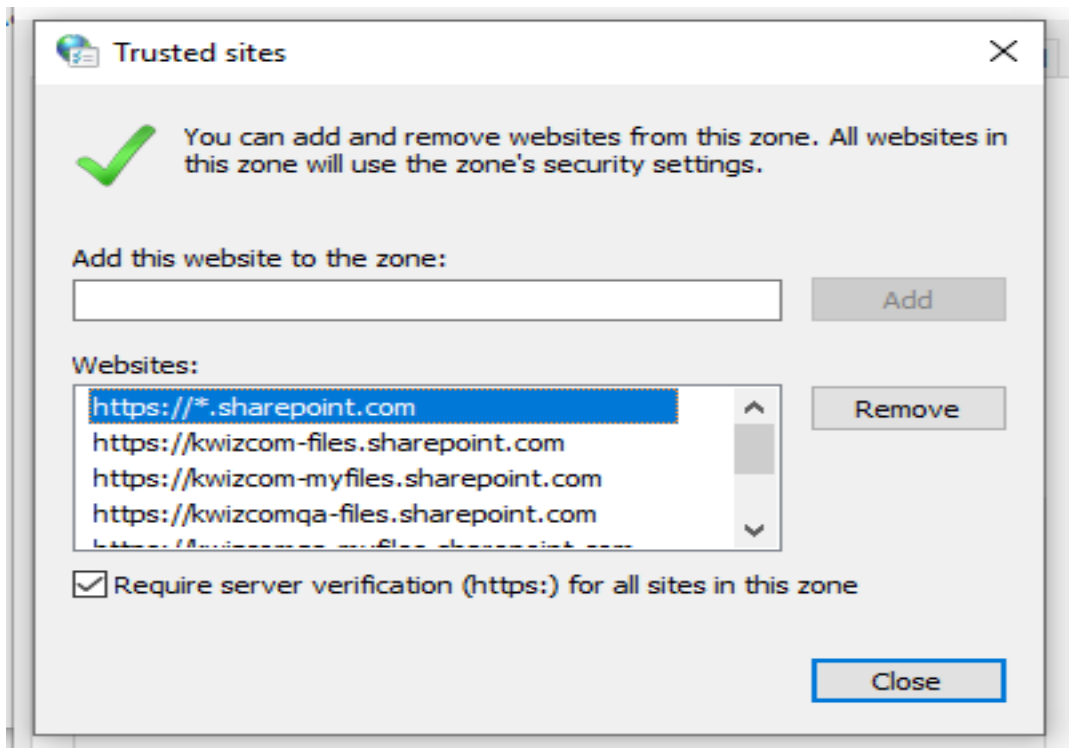 Trusted sites
You can add and remove websites from this zone. All websites in
this zone will use the zone's security settings.
Add this website to the zone:
Add
Websites:
https://*.sharepoint.com
Remove
https://kwizcom-files.sharepoint.com
https://kwizcom-myfiles.sharepoint.com
https://kwizcomqa-files.sharepoint.com
Require server verification (https:) for all sites in this zone
Close